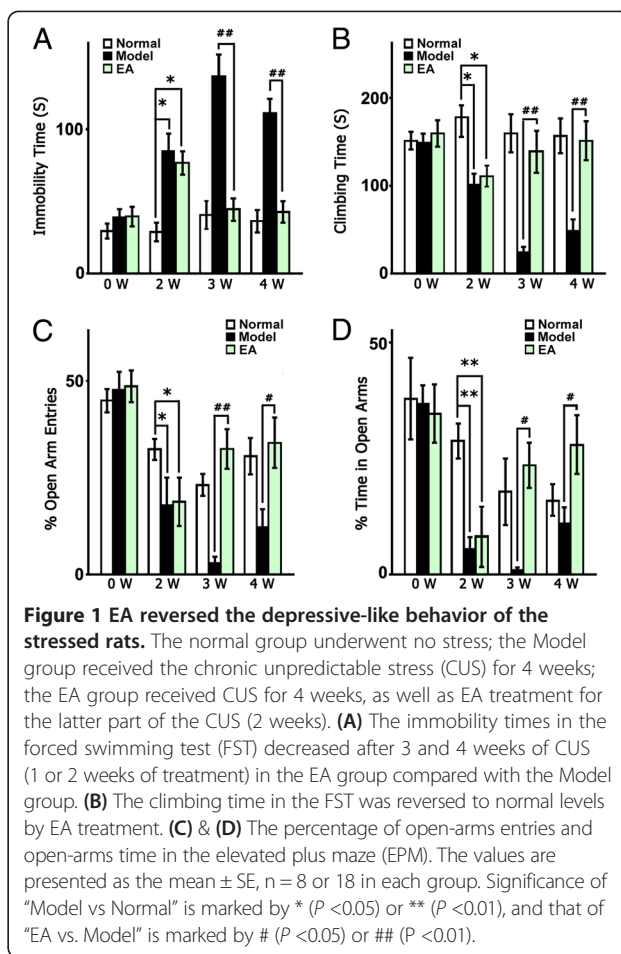 A
Normal
Model
EA
Immobility Time (S)
100
0
* * ## ##
0 W 2 W 3 W 4 W
B
Normal
Model
EA
Climbing Time (S)
200
100
0
* * ## ##
0 W 2 W 3 W 4 W
C
Normal
Model
EA
% Open Arm Entries
50
0
* * ## #
0 W 2 W 3 W 4 W
D
Normal
Model
EA
% Time in Open Arms
50
0
** ** # #
0 W 2 W 3 W 4 W
Figure 1 EA reversed the depressive-like behavior of the
stressed rats. The normal group underwent no stress; the Model
group received the chronic unpredictable stress (CUS) for 4 weeks;
the EA group received CUS for 4 weeks, as well as EA treatment for
the latter part of the CUS (2 weeks). (A) The immobility times in the
forced swimming test (FST) decreased after 3 and 4 weeks of CUS
(1 or 2 weeks of treatment) in the EA group compared with the Model
group. (B) The climbing time in the FST was reversed to normal levels
by EA treatment. (C) & (D) The percentage of open-arms entries and
open-arms time in the elevated plus maze (EPM). The values are
presented as the mean ± SE, n = 8 or 18 in each group. Significance of
“Model vs Normal” is marked by * (P <0.05) or ** (P <0.01), and that of
“EA vs. Model” is marked by # (P <0.05) or ## (P <0.01).